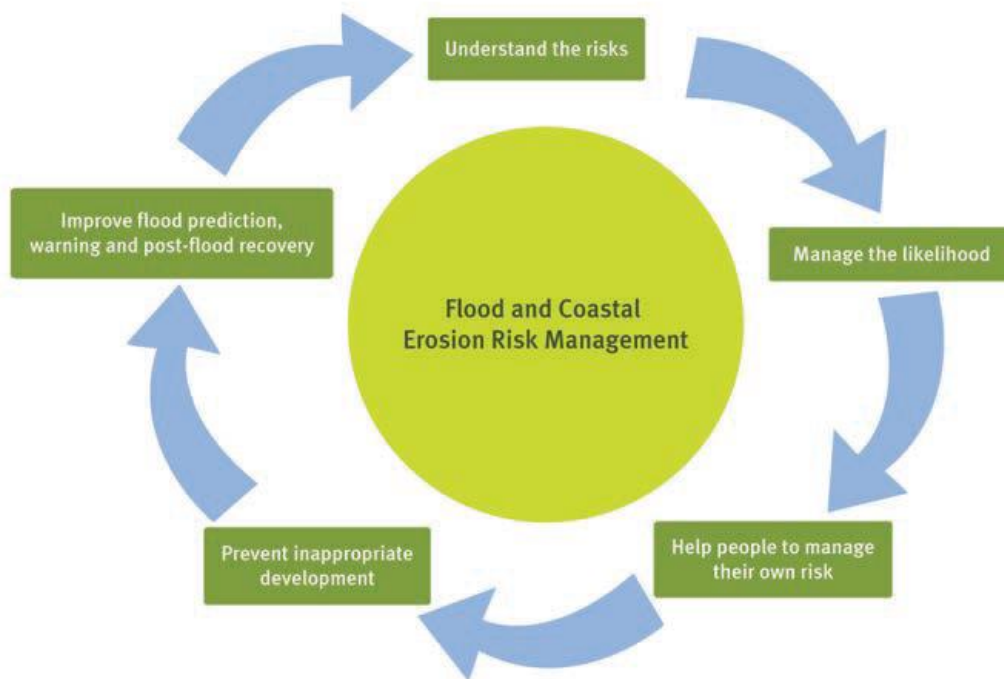 Understand the risks
Improve flood prediction,
warning and post-flood recovery
Manage the likelihood
Flood and Coastal
Erosion Risk Management
Prevent inappropriate
development
Help people to manage
their own risk